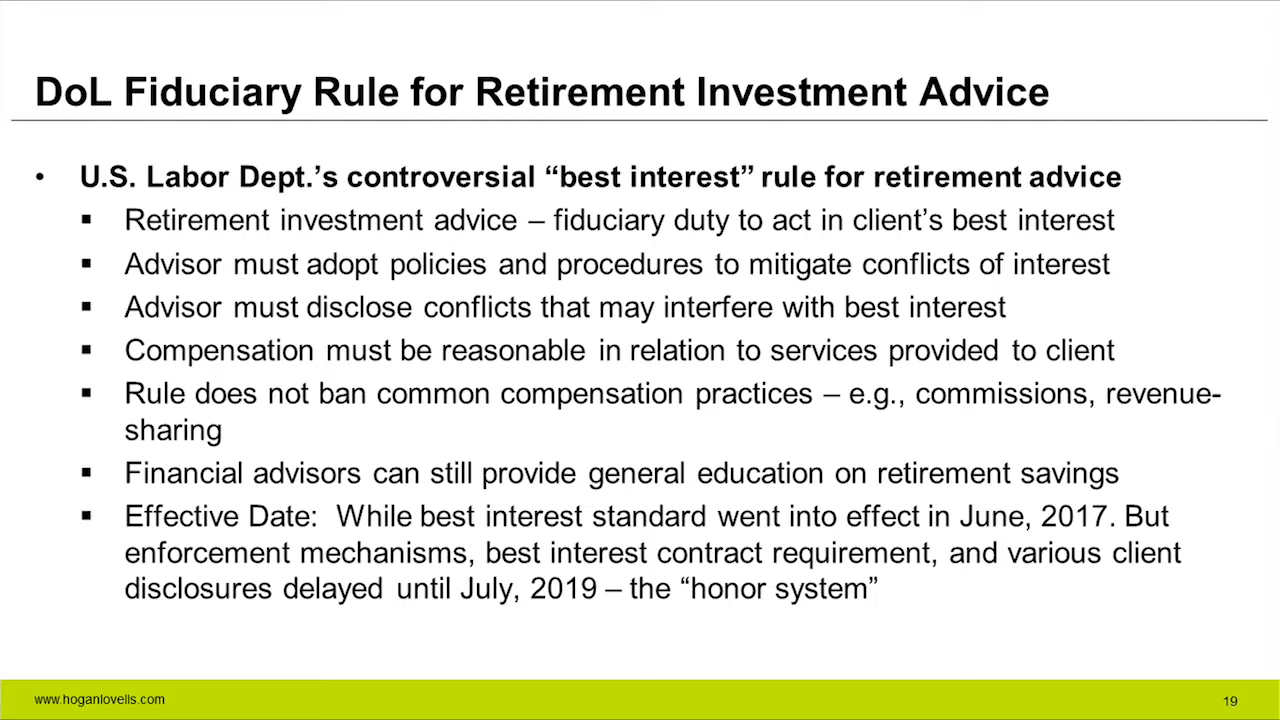 DoL Fiduciary Rule for Retirement Investment Advice
• U.S. Labor Dept.’s controversial “best interest” rule for retirement advice
▪ Retirement investment advice – fiduciary duty to act in client’s best interest
▪ Advisor must adopt policies and procedures to mitigate conflicts of interest
▪ Advisor must disclose conflicts that may interfere with best interest
▪ Compensation must be reasonable in relation to services provided to client
▪ Rule does not ban common compensation practices – e.g., commissions, revenue-
sharing
▪ Financial advisors can still provide general education on retirement savings
▪ Effective Date:  While best interest standard went into effect in June, 2017. But
enforcement mechanisms, best interest contract requirement, and various client
disclosures delayed until July, 2019 – the “honor system”
www.hoganlovells.com
19